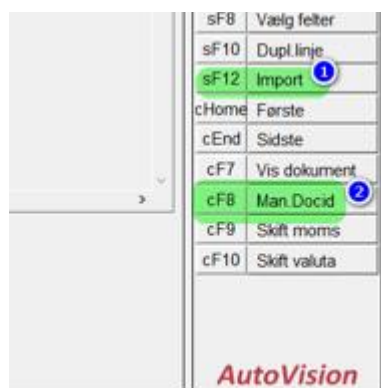 sF8 Vælg felter
sF10 Dupl.linje
sF12 Import 1
cHome Første
cEnd Sidste
cF7 Vis dokument
cF8 Man.Docid 2
cF9 Skift moms
cF10 Skift valuta
AutoVision